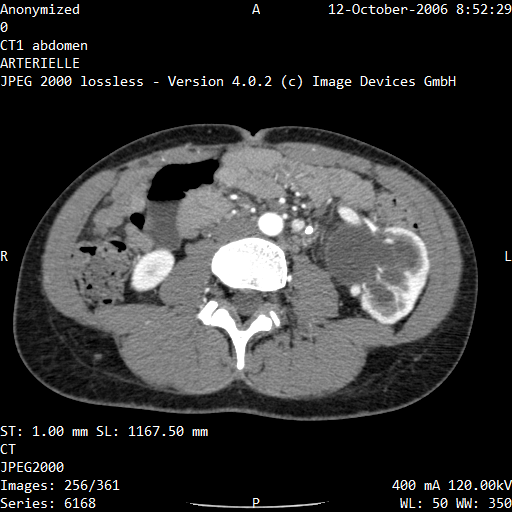 Anonymized A 12-October-2006 8:52:29
0
CT1 abdomen
ARTERIELLE
JPEG 2000 lossless - Version 4.0.2 (c) Image Devices GmbH
R L
ST: 1.00 mm SL: 1167.50 mm
CT
JPEG2000
Images: 256/361 400 mA 120.00kV
Series: 6168 P WL: 50 WW: 350